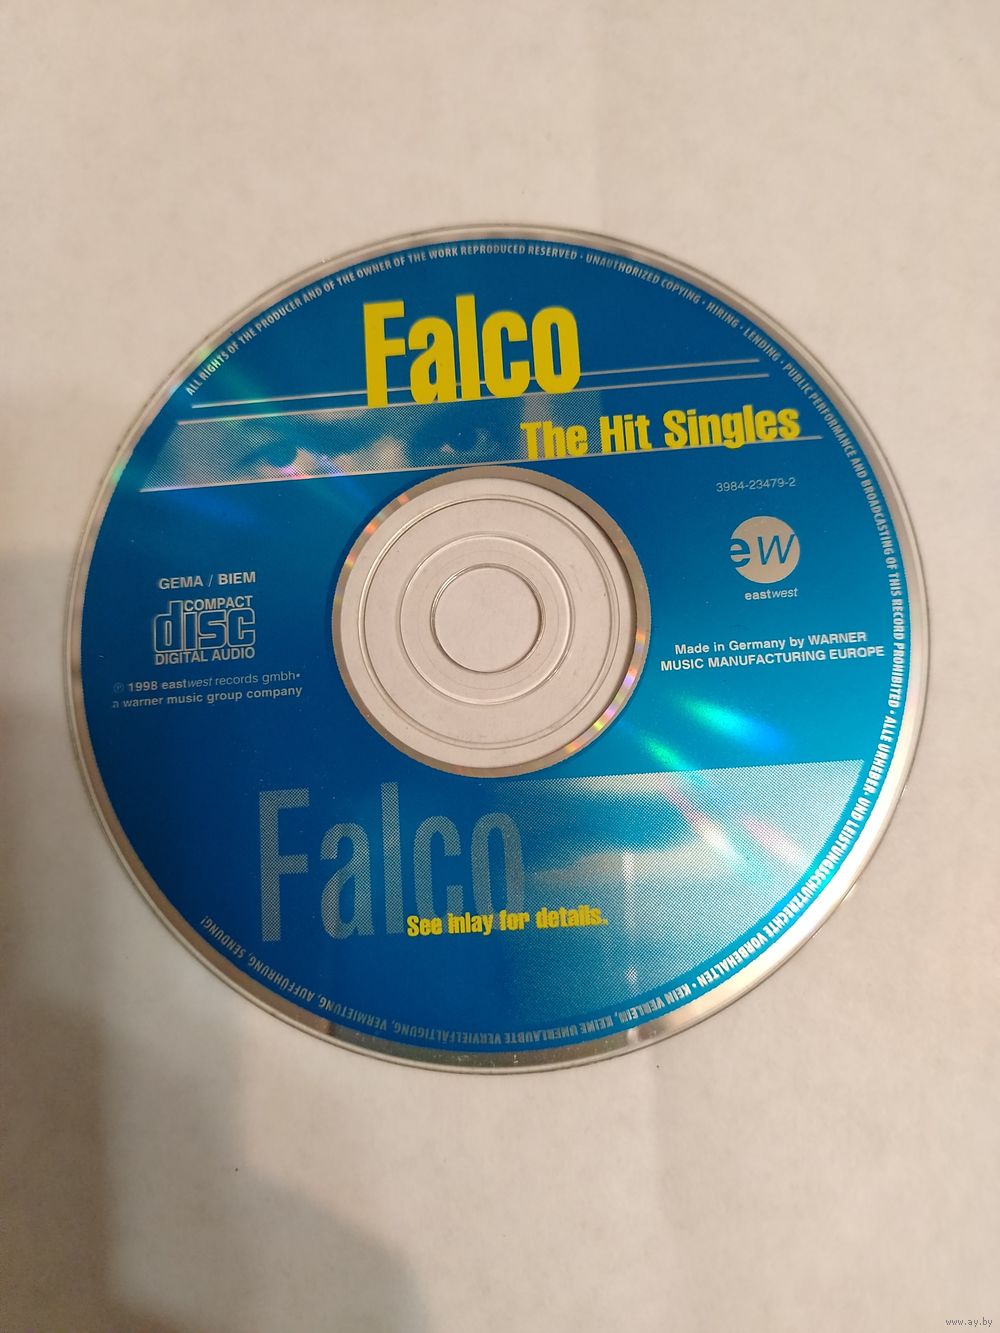 ALL RIGHTS OF THE PRODUCER AND OF THE OWNER OF THE WORK REPRODUCED RESERVED · UNAUTHORIZED COPYING · HIRING · LENDING · PUBLIC PERFORMANCE AND BROADCASTING OF THIS RECORD PROHIBITED · ALLE URHEBER- UND LEISTUNGSSCHUTZRECHTE VORBEHALTEN · KEIN VERLEIH, KEINE UNERLAUBTE VERVIELFÄLTIGUNG, VERMIETUNG, AUFFÜHRUNG, SENDUNG!
Falco
The Hit Singles
3984-23479-2
ew
eastwest
GEMA / BIEM
COMPACT
disc
DIGITAL AUDIO
℗ 1998 eastwest records gmbh•
a warner music group company
Made in Germany by WARNER
MUSIC MANUFACTURING EUROPE
Falco
See inlay for details.
www.ay.by